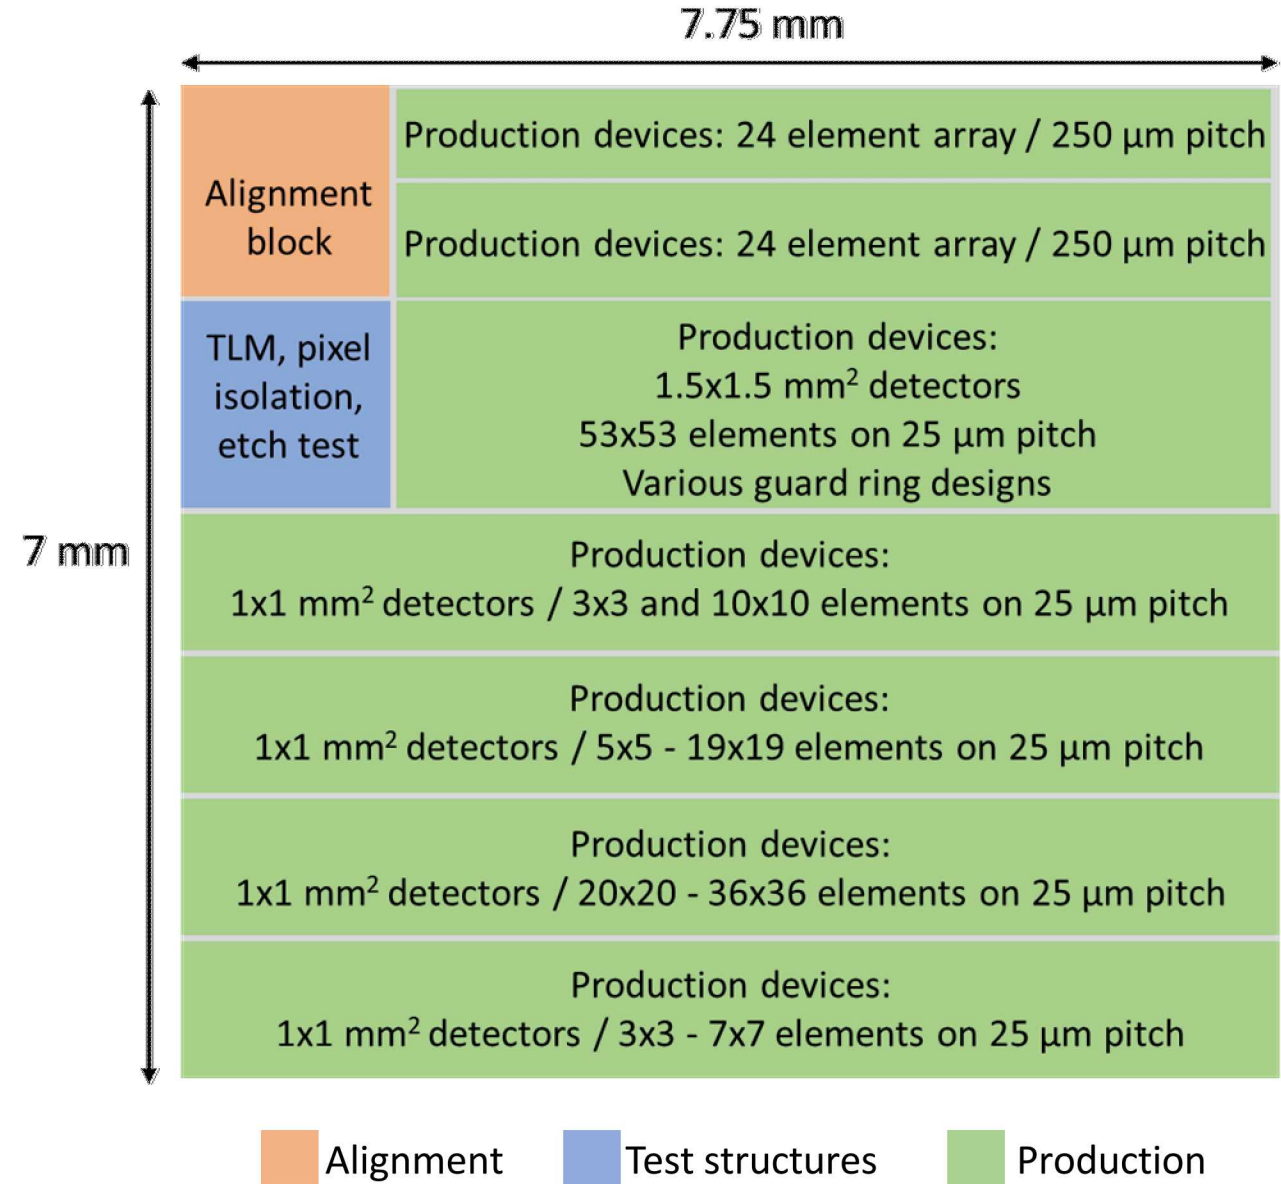 7.75 mm
Production devices: 24 element array / 250 µm pitch
Alignment
block
Production devices: 24 element array / 250 µm pitch
TLM, pixel
isolation,
etch test
Production devices:
1.5x1.5 mm² detectors
53x53 elements on 25 µm pitch
Various guard ring designs
7 mm
Production devices:
1x1 mm² detectors / 3x3 and 10x10 elements on 25 µm pitch
Production devices:
1x1 mm² detectors / 5x5 - 19x19 elements on 25 µm pitch
Production devices:
1x1 mm² detectors / 20x20 - 36x36 elements on 25 µm pitch
Production devices:
1x1 mm² detectors / 3x3 - 7x7 elements on 25 µm pitch
Alignment
Test structures
Production